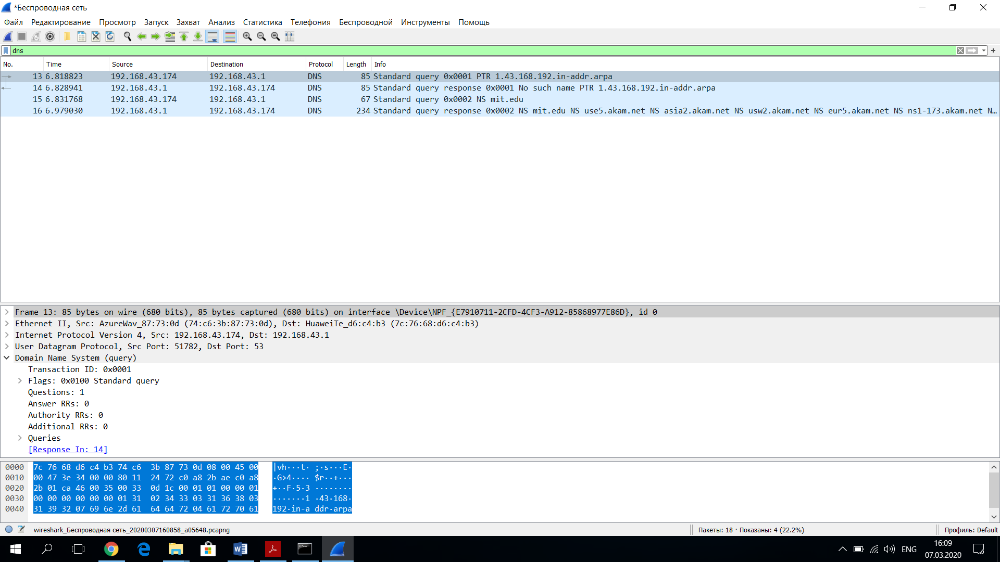 *Беспроводная сеть
Файл Редактирование Просмотр Запуск Захват Анализ Статистика Телефония Беспроводной Инструменты Помощь
dns
No. Time Source Destination Protocol Length Info
13 6.818823 192.168.43.174 192.168.43.1 DNS 85 Standard query 0x0001 PTR 1.43.168.192.in-addr.arpa
14 6.828941 192.168.43.1 192.168.43.174 DNS 85 Standard query response 0x0001 No such name PTR 1.43.168.192.in-addr.arpa
15 6.831768 192.168.43.174 192.168.43.1 DNS 67 Standard query 0x0002 NS mit.edu
16 6.979030 192.168.43.1 192.168.43.174 DNS 234 Standard query response 0x0002 NS mit.edu NS use5.akam.net NS asia2.akam.net NS usw2.akam.net NS eur5.akam.net NS ns1-173.akam.net N…
Frame 13: 85 bytes on wire (680 bits), 85 bytes captured (680 bits) on interface \Device\NPF_{E7910711-2CFD-4CF3-A912-85868977E86D}, id 0
Ethernet II, Src: AzureWav_87:73:0d (74:c6:3b:87:73:0d), Dst: HuaweiTe_d6:c4:b3 (7c:76:68:d6:c4:b3)
Internet Protocol Version 4, Src: 192.168.43.174, Dst: 192.168.43.1
User Datagram Protocol, Src Port: 51782, Dst Port: 53
Domain Name System (query)
Transaction ID: 0x0001
Flags: 0x0100 Standard query
Questions: 1
Answer RRs: 0
Authority RRs: 0
Additional RRs: 0
Queries
[Response In: 14]
0000 7c 76 68 d6 c4 b3 74 c6 3b 87 73 0d 08 00 45 00 |vh···t· ;·s···E·
0010 00 47 3e 34 00 00 80 11 24 72 c0 a8 2b ae c0 a8 ·G>4···· $r··+···
0020 2b 01 ca 46 00 35 00 33 0d 1c 00 01 01 00 00 01 +··F·5·3 ········
0030 00 00 00 00 00 00 01 31 02 34 33 03 31 36 38 03 ·······1 ·43·168·
0040 31 39 32 07 69 6e 2d 61 64 64 72 04 61 72 70 61 192·in-a ddr·arpa
wireshark_Беспроводная сеть_20200307160858_a05648.pcapng Пакеты: 18 · Показаны: 4 (22.2%) Профиль: Default
ENG 16:09
07.03.2020